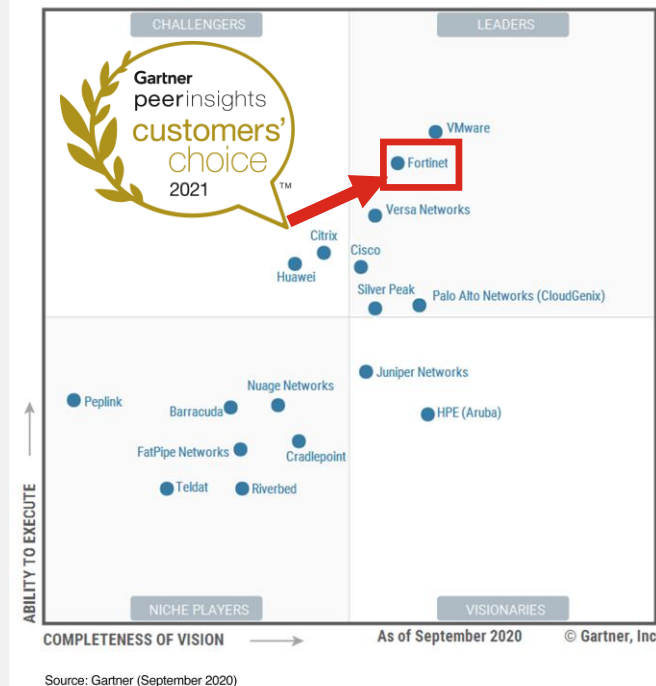 CHALLENGERS
LEADERS
Gartner
peerinsights
customers'
choice
2021
TM
VMware
Fortinet
Versa Networks
Citrix
Cisco
Huawei
Silver Peak
Palo Alto Networks (CloudGenix)
Juniper Networks
Peplink
Nuage Networks
Barracuda
HPE (Aruba)
FatPipe Networks
Cradlepoint
Teldat
Riverbed
ABILITY TO EXECUTE
NICHE PLAYERS
VISIONARIES
COMPLETENESS OF VISION
As of September 2020
© Gartner, Inc
Source: Gartner (September 2020)